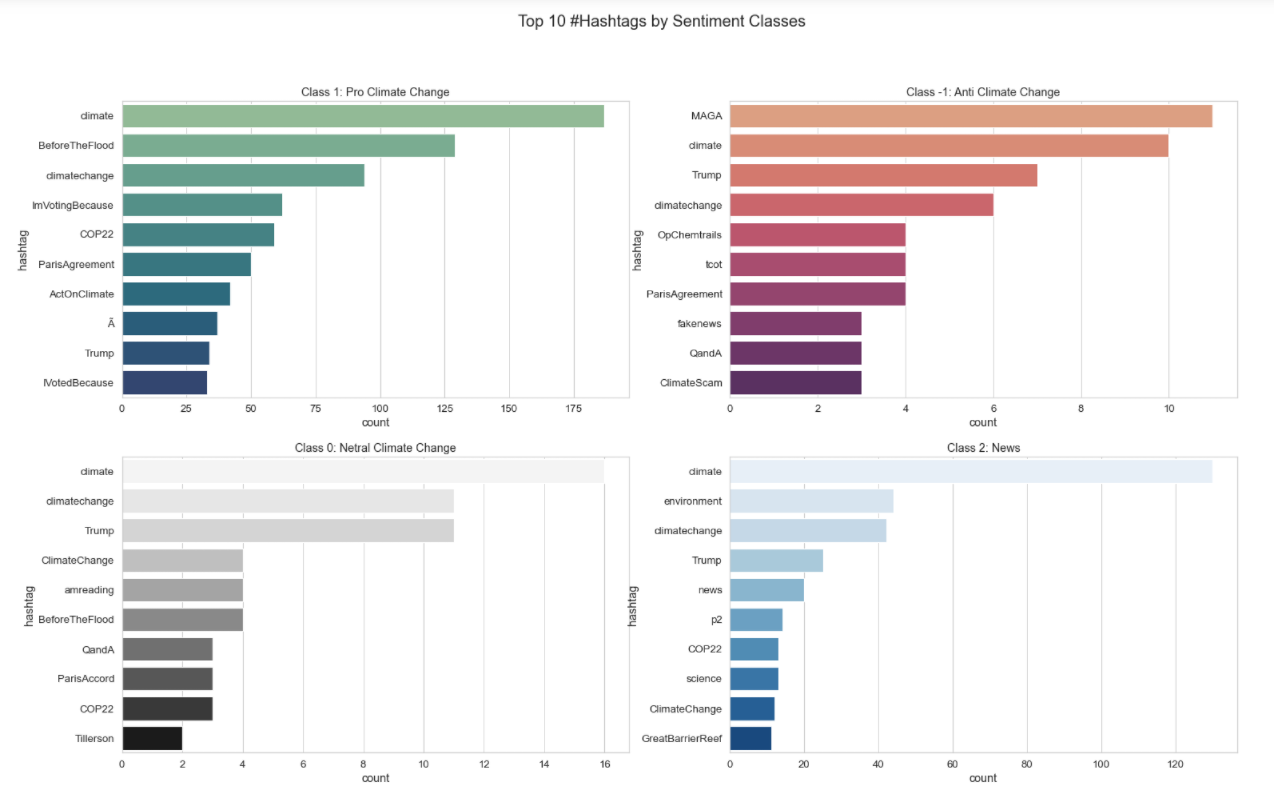 Top 10 #Hashtags by Sentiment Classes
Class 1: Pro Climate Change
hashtag
climate
BeforeTheFlood
climatechange
ImVotingBecause
COP22
ParisAgreement
ActOnClimate
Ã
Trump
IVotedBecause
0 25 50 75 100 125 150 175
count
Class -1: Anti Climate Change
hashtag
MAGA
climate
Trump
climatechange
OpChemtrails
tcot
ParisAgreement
fakenews
QandA
ClimateScam
0 2 4 6 8 10
count
Class 0: Netral Climate Change
hashtag
climate
climatechange
Trump
ClimateChange
amreading
BeforeTheFlood
QandA
ParisAccord
COP22
Tillerson
0 2 4 6 8 10 12 14 16
count
Class 2: News
hashtag
climate
environment
climatechange
Trump
news
p2
COP22
science
ClimateChange
GreatBarrierReef
0 20 40 60 80 100 120
count